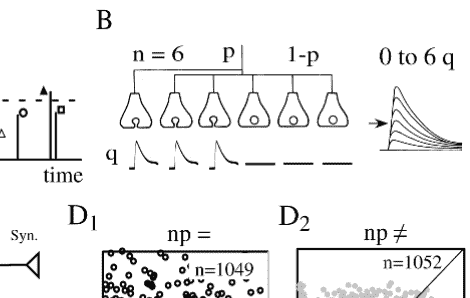 B
n = 6 p 1-p 0 to 6 q
q
time
Syn.
D1 D2
np = np ≠
n=1049 n=1052